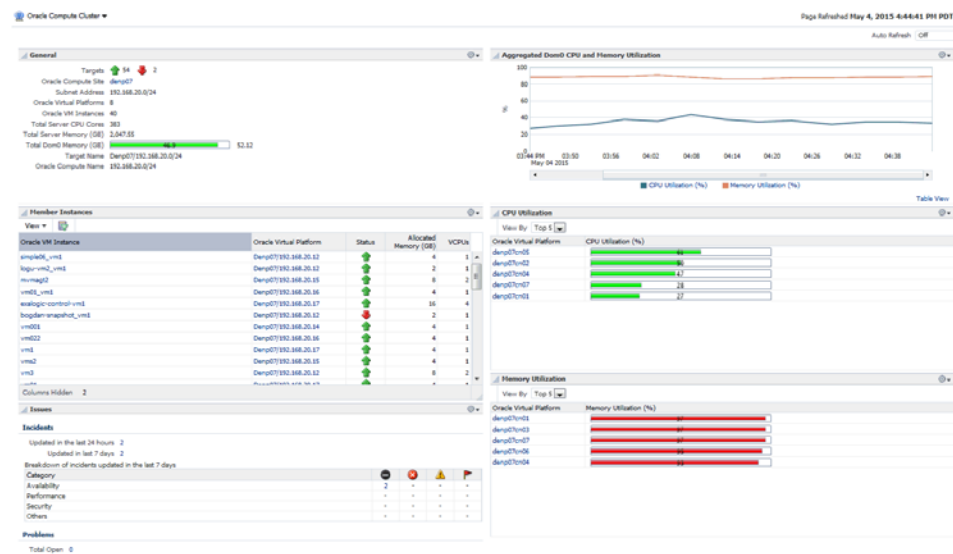 Oracle Compute Cluster
Page Refreshed May 4, 2015 4:44:41 PM PDT
Auto Refresh Off
General
Targets 54 2
Oracle Compute Site denp07
Subnet Address 192.168.20.0/24
Oracle Virtual Platforms 8
Oracle VM Instances 40
Total Server CPU Cores 383
Total Server Memory (GB) 2,047.55
Total Dom0 Memory (GB) 46.9 52.12
Target Name Denp07/192.168.20.0/24
Oracle Compute Name 192.168.20.0/24
Aggregated Dom0 CPU and Memory Utilization
100
80
60
%
40
20
0
03:44 PM 03:50 03:56 04:02 04:08 04:14 04:20 04:26 04:32 04:38
May 04 2015
CPU Utilization (%) Memory Utilization (%)
Table View
Member Instances
View
Oracle VM Instance Oracle Virtual Platform Status Allocated Memory (GB) VCPUs
simple06_vm1 Denp07/192.168.20.12 4 1
logu-vm2_vm1 Denp07/192.168.20.12 2 1
mvmagt2 Denp07/192.168.20.15 8 2
vm01_vm1 Denp07/192.168.20.16 4 1
exalogic-control-vm1 Denp07/192.168.20.17 16 4
bogdan-snapshot_vm1 Denp07/192.168.20.12 2 1
vm001 Denp07/192.168.20.14 4 1
vm022 Denp07/192.168.20.16 4 1
vm1 Denp07/192.168.20.17 4 1
vms2 Denp07/192.168.20.15 4 1
vm3 Denp07/192.168.20.12 8 2
Columns Hidden 2
CPU Utilization
View By Top 5
Oracle Virtual Platform CPU Utilization (%)
denp07cn05 61
denp07cn02
denp07cn04 47
denp07cn07 28
denp07cn01 27
Memory Utilization
View By Top 5
Oracle Virtual Platform Memory Utilization (%)
denp07cn01 97
denp07cn03 97
denp07cn07 97
denp07cn06
denp07cn04
Issues
Incidents
Updated in the last 24 hours 2
Updated in last 7 days 2
Breakdown of incidents updated in the last 7 days
Category
Availability 2 - - -
Performance - - - -
Security - - - -
Others - - - -
Problems
Total Open 0